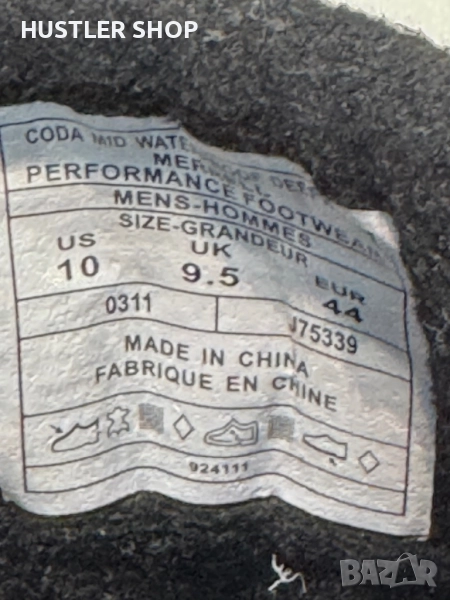 HUSTLER SHOP
CODA MID WATE
MERRELL
PERFORMANCE FOOTWEAR
MENS-HOMMES
SIZE-GRANDEUR
US UK EUR
10 9.5 44
0311 J75339
MADE IN CHINA
FABRIQUE EN CHINE
924111
BAZAR